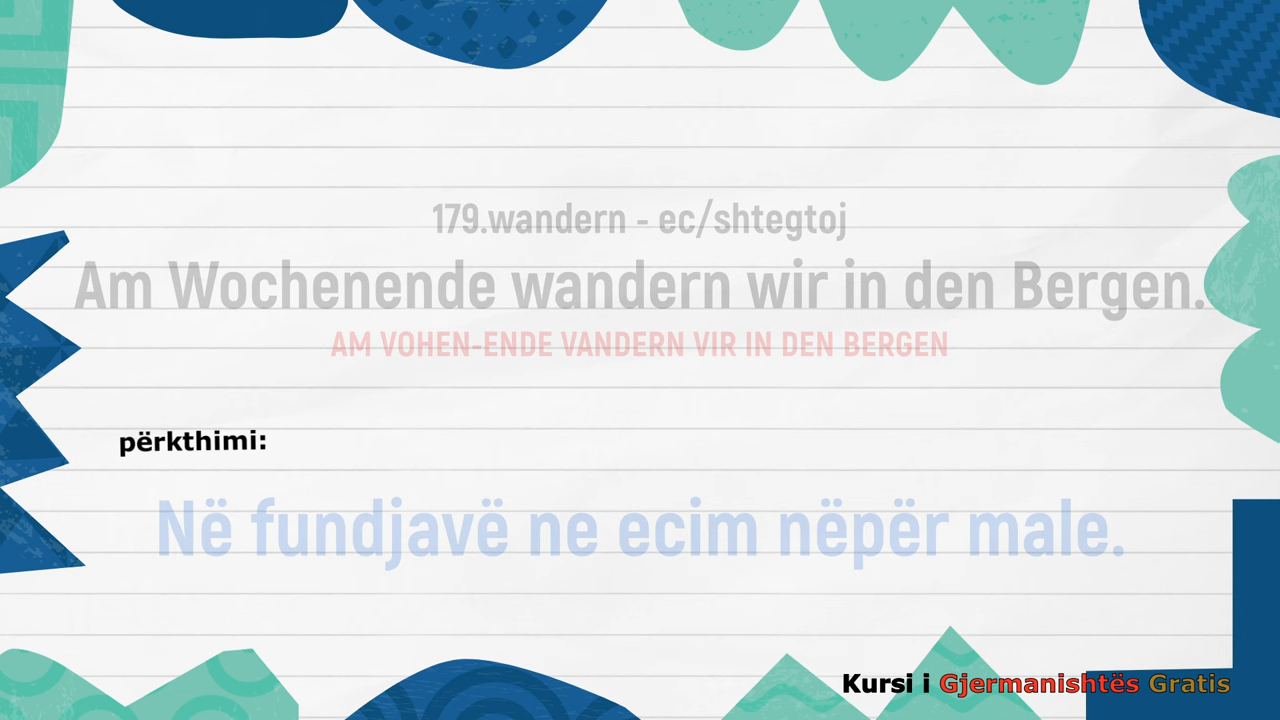 179.wandern - ec/shtegtoj
Am Wochenende wandern wir in den Bergen.
AM VOHEN-ENDE VANDERN VIR IN DEN BERGEN
përkthimi:
Në fundjavë ne ecim nëpër male.
Kursi i Gjermanishtës Gratis